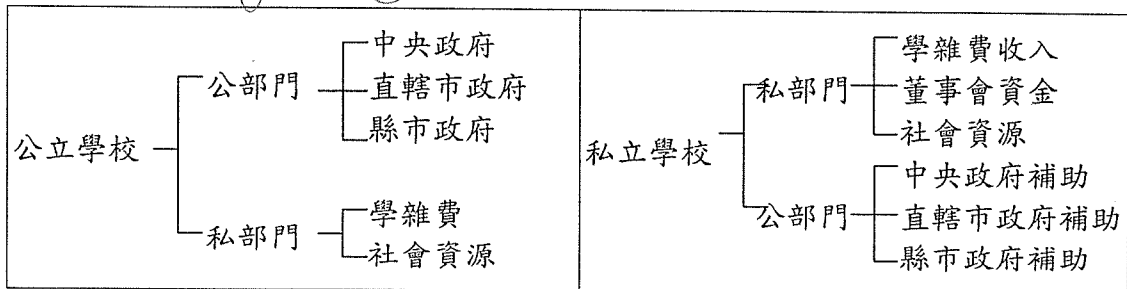 公立學校
公部門
中央政府
直轄市政府
縣市政府
私部門
學雜費
社會資源
私立學校
私部門
學雜費收入
董事會資金
社會資源
公部門
中央政府補助
直轄市政府補助
縣市政府補助